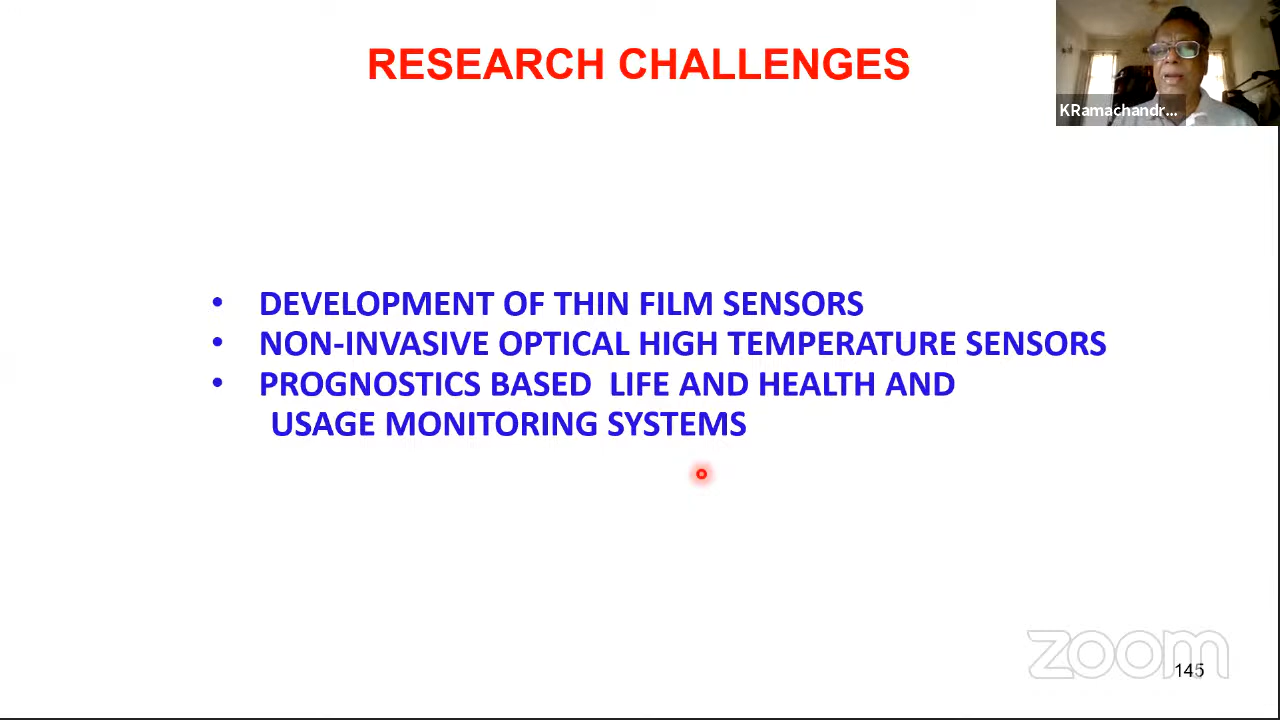 RESEARCH CHALLENGES
KRamachandr...
• DEVELOPMENT OF THIN FILM SENSORS
• NON-INVASIVE OPTICAL HIGH TEMPERATURE SENSORS
• PROGNOSTICS BASED LIFE AND HEALTH AND
USAGE MONITORING SYSTEMS
zoom
145